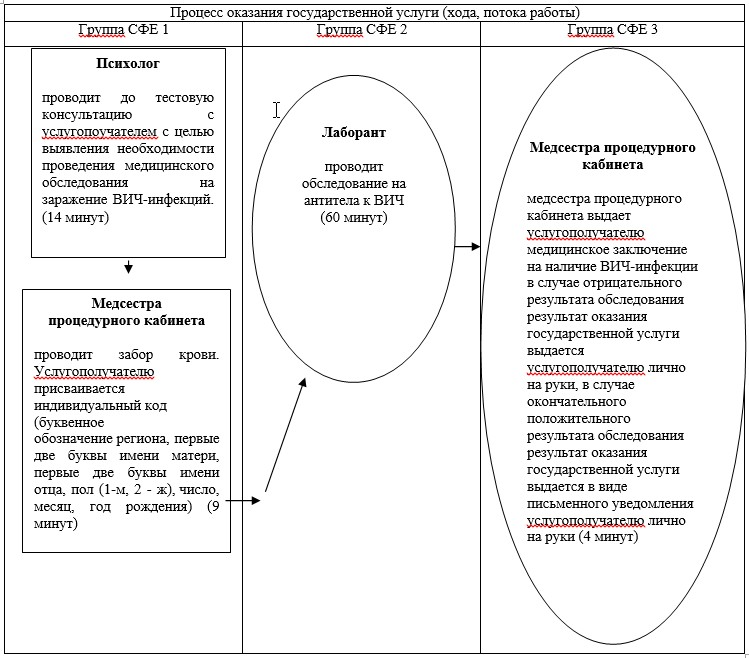 Процесс оказания государственной услуги (хода, потока работы)
Группа СФЕ 1
Группа СФЕ 2
Группа СФЕ 3
Психолог
проводит до тестовую
консультацию с
услугопоучателем с целью
выявления необходимости
проведения медицинского
обследования на
заражение ВИЧ-инфекций.
(14 минут)
Медсестра
процедурного кабинета
проводит забор крови.
Услугополучателю
присваивается
индивидуальный код
(буквенное
обозначение региона, первые
две буквы имени матери,
первые две буквы имени
отца, пол (1-м, 2 - ж), число,
месяц, год рождения) (9
минут)
Лаборант
проводит
обследование на
антитела к ВИЧ
(60 минут)
Медсестра процедурного
кабинета
медсестра процедурного
кабинета выдает
услугополучателю
медицинское заключение
на наличие ВИЧ-инфекции
в случае отрицательного
результата обследования
результат оказания
государственной услуги
выдается
услугополучателю лично
на руки, в случае
окончательного
положительного
результата обследования
результат оказания
государственной услуги
выдается в виде
письменного уведомления
услугополучателю лично
на руки (4 минут)